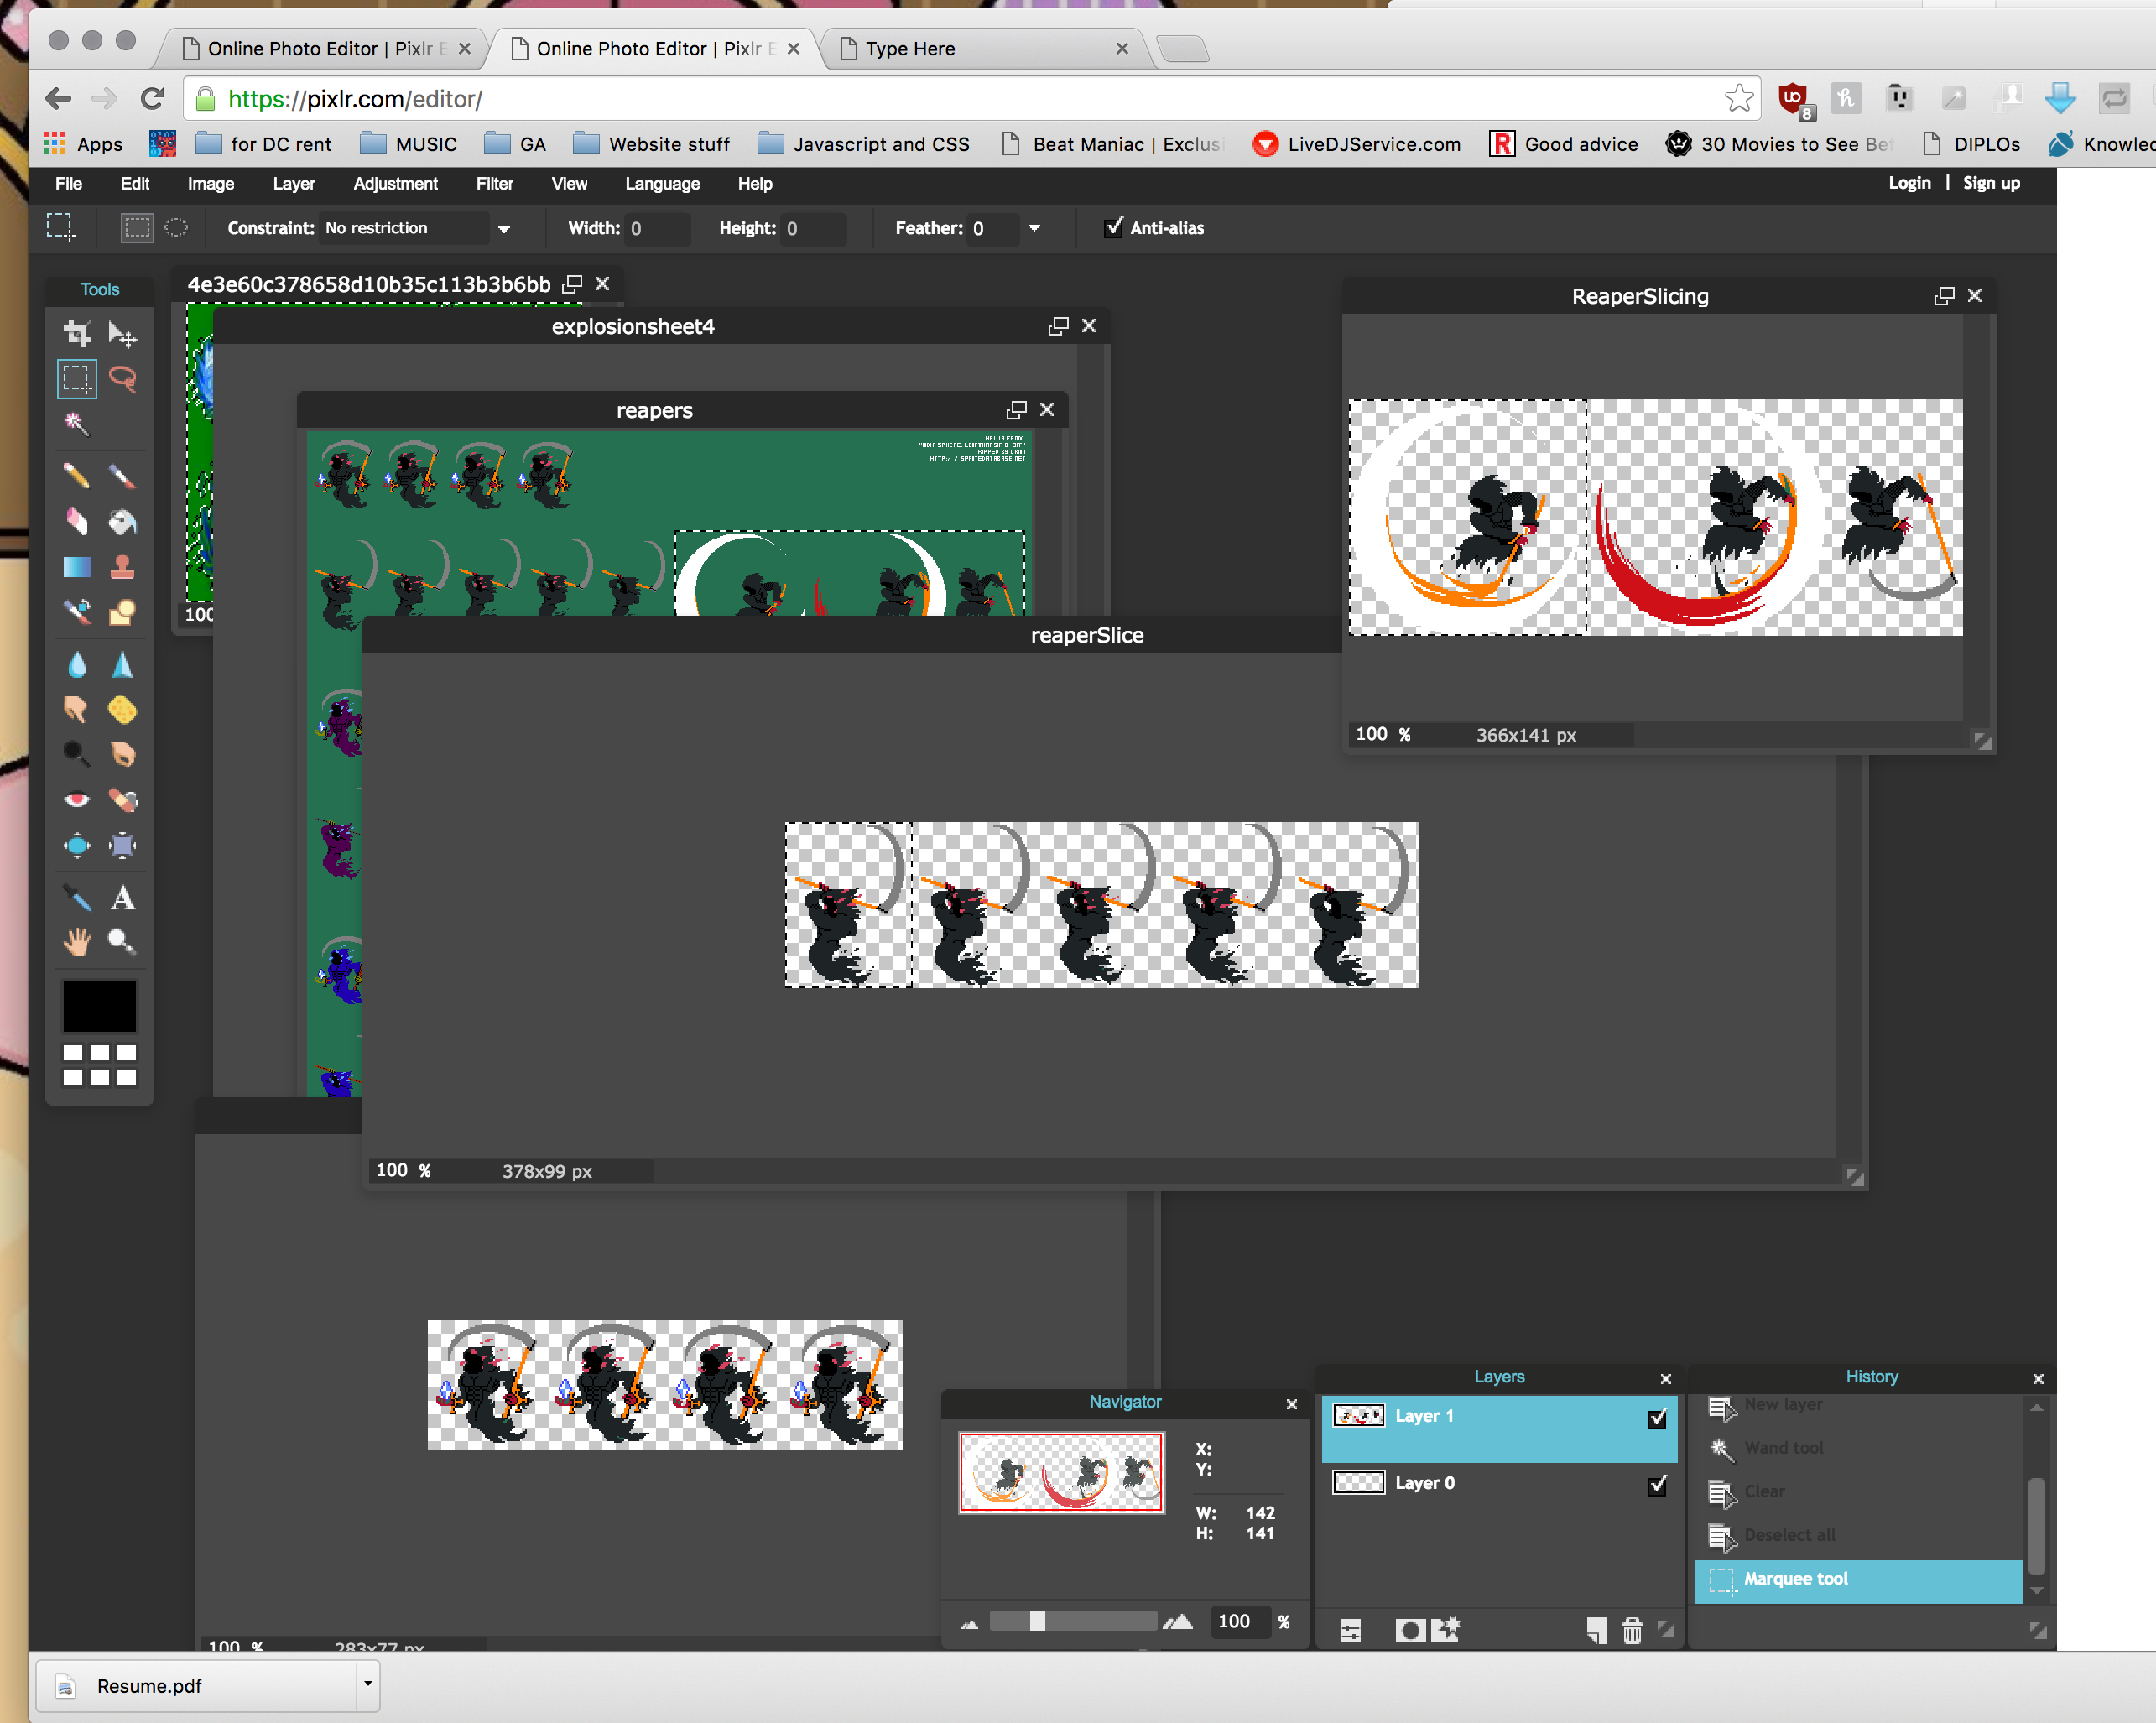 Online Photo Editor | Pixlr E
Online Photo Editor | Pixlr E
Type Here
https://pixlr.com/editor/
8
Apps
for DC rent
MUSIC
GA
Website stuff
Javascript and CSS
Beat Maniac | Exclus
LiveDJService.com
R
Good advice
30 Movies to See Bef
DIPLOs
Knowled
File Edit Image Layer Adjustment Filter View Language Help
Login | Sign up
Constraint: No restriction
Width: 0
Height: 0
Feather: 0
Anti-alias
Tools
4e3e60c378658d10b35c113b3b6bb
explosionsheet4
reapers
ReaperSlicing
100
reaperSlice
100 %
366x141 px
100 %
378x99 px
100 %
283x77 px
Navigator
X:
Y:
W: 142
H: 141
100 %
Layers
Layer 1
Layer 0
History
New layer
Wand tool
Clear
Deselect all
Marquee tool
Resume.pdf